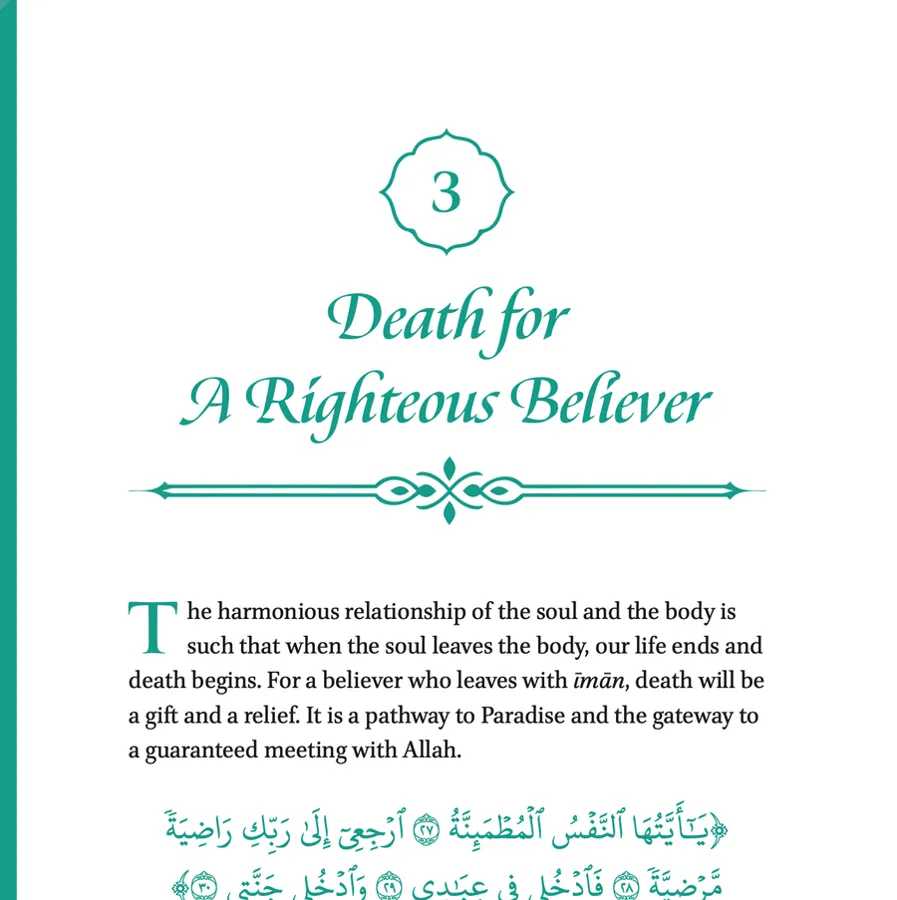 3
Death for
A Righteous Believer
The harmonious relationship of the soul and the body is
such that when the soul leaves the body, our life ends and
death begins. For a believer who leaves with īmān, death will be
a gift and a relief. It is a pathway to Paradise and the gateway to
a guaranteed meeting with Allah.
﴿يَـٰٓأَيَّتُهَا ٱلنَّفْسُ ٱلْمُطْمَئِنَّةُ ٢٧ ٱرْجِعِىٓ إِلَىٰ رَبِّكِ رَاضِيَةً
مَّرْضِيَّةً ٢٨ فَٱدْخُلِى فِى عِبَـٰدِى ٢٩ وَٱدْخُلِى جَنَّتِى ٣٠﴾